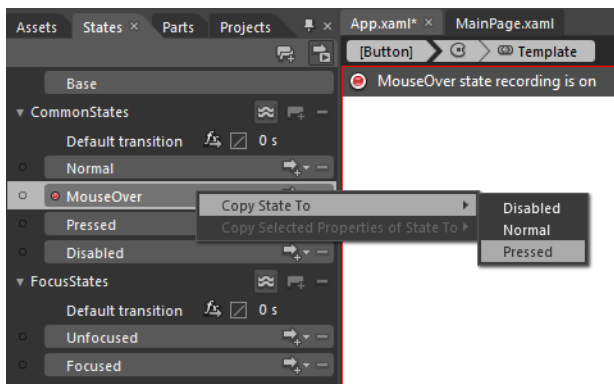 Assets States × Parts Projects
App.xaml* × MainPage.xaml
[Button] Template
MouseOver state recording is on
Base
CommonStates
Default transition fx 0 s
Normal
MouseOver
Copy State To
Copy Selected Properties of State To
Disabled
Normal
Pressed
Pressed
Disabled
FocusStates
Default transition fx 0 s
Unfocused
Focused